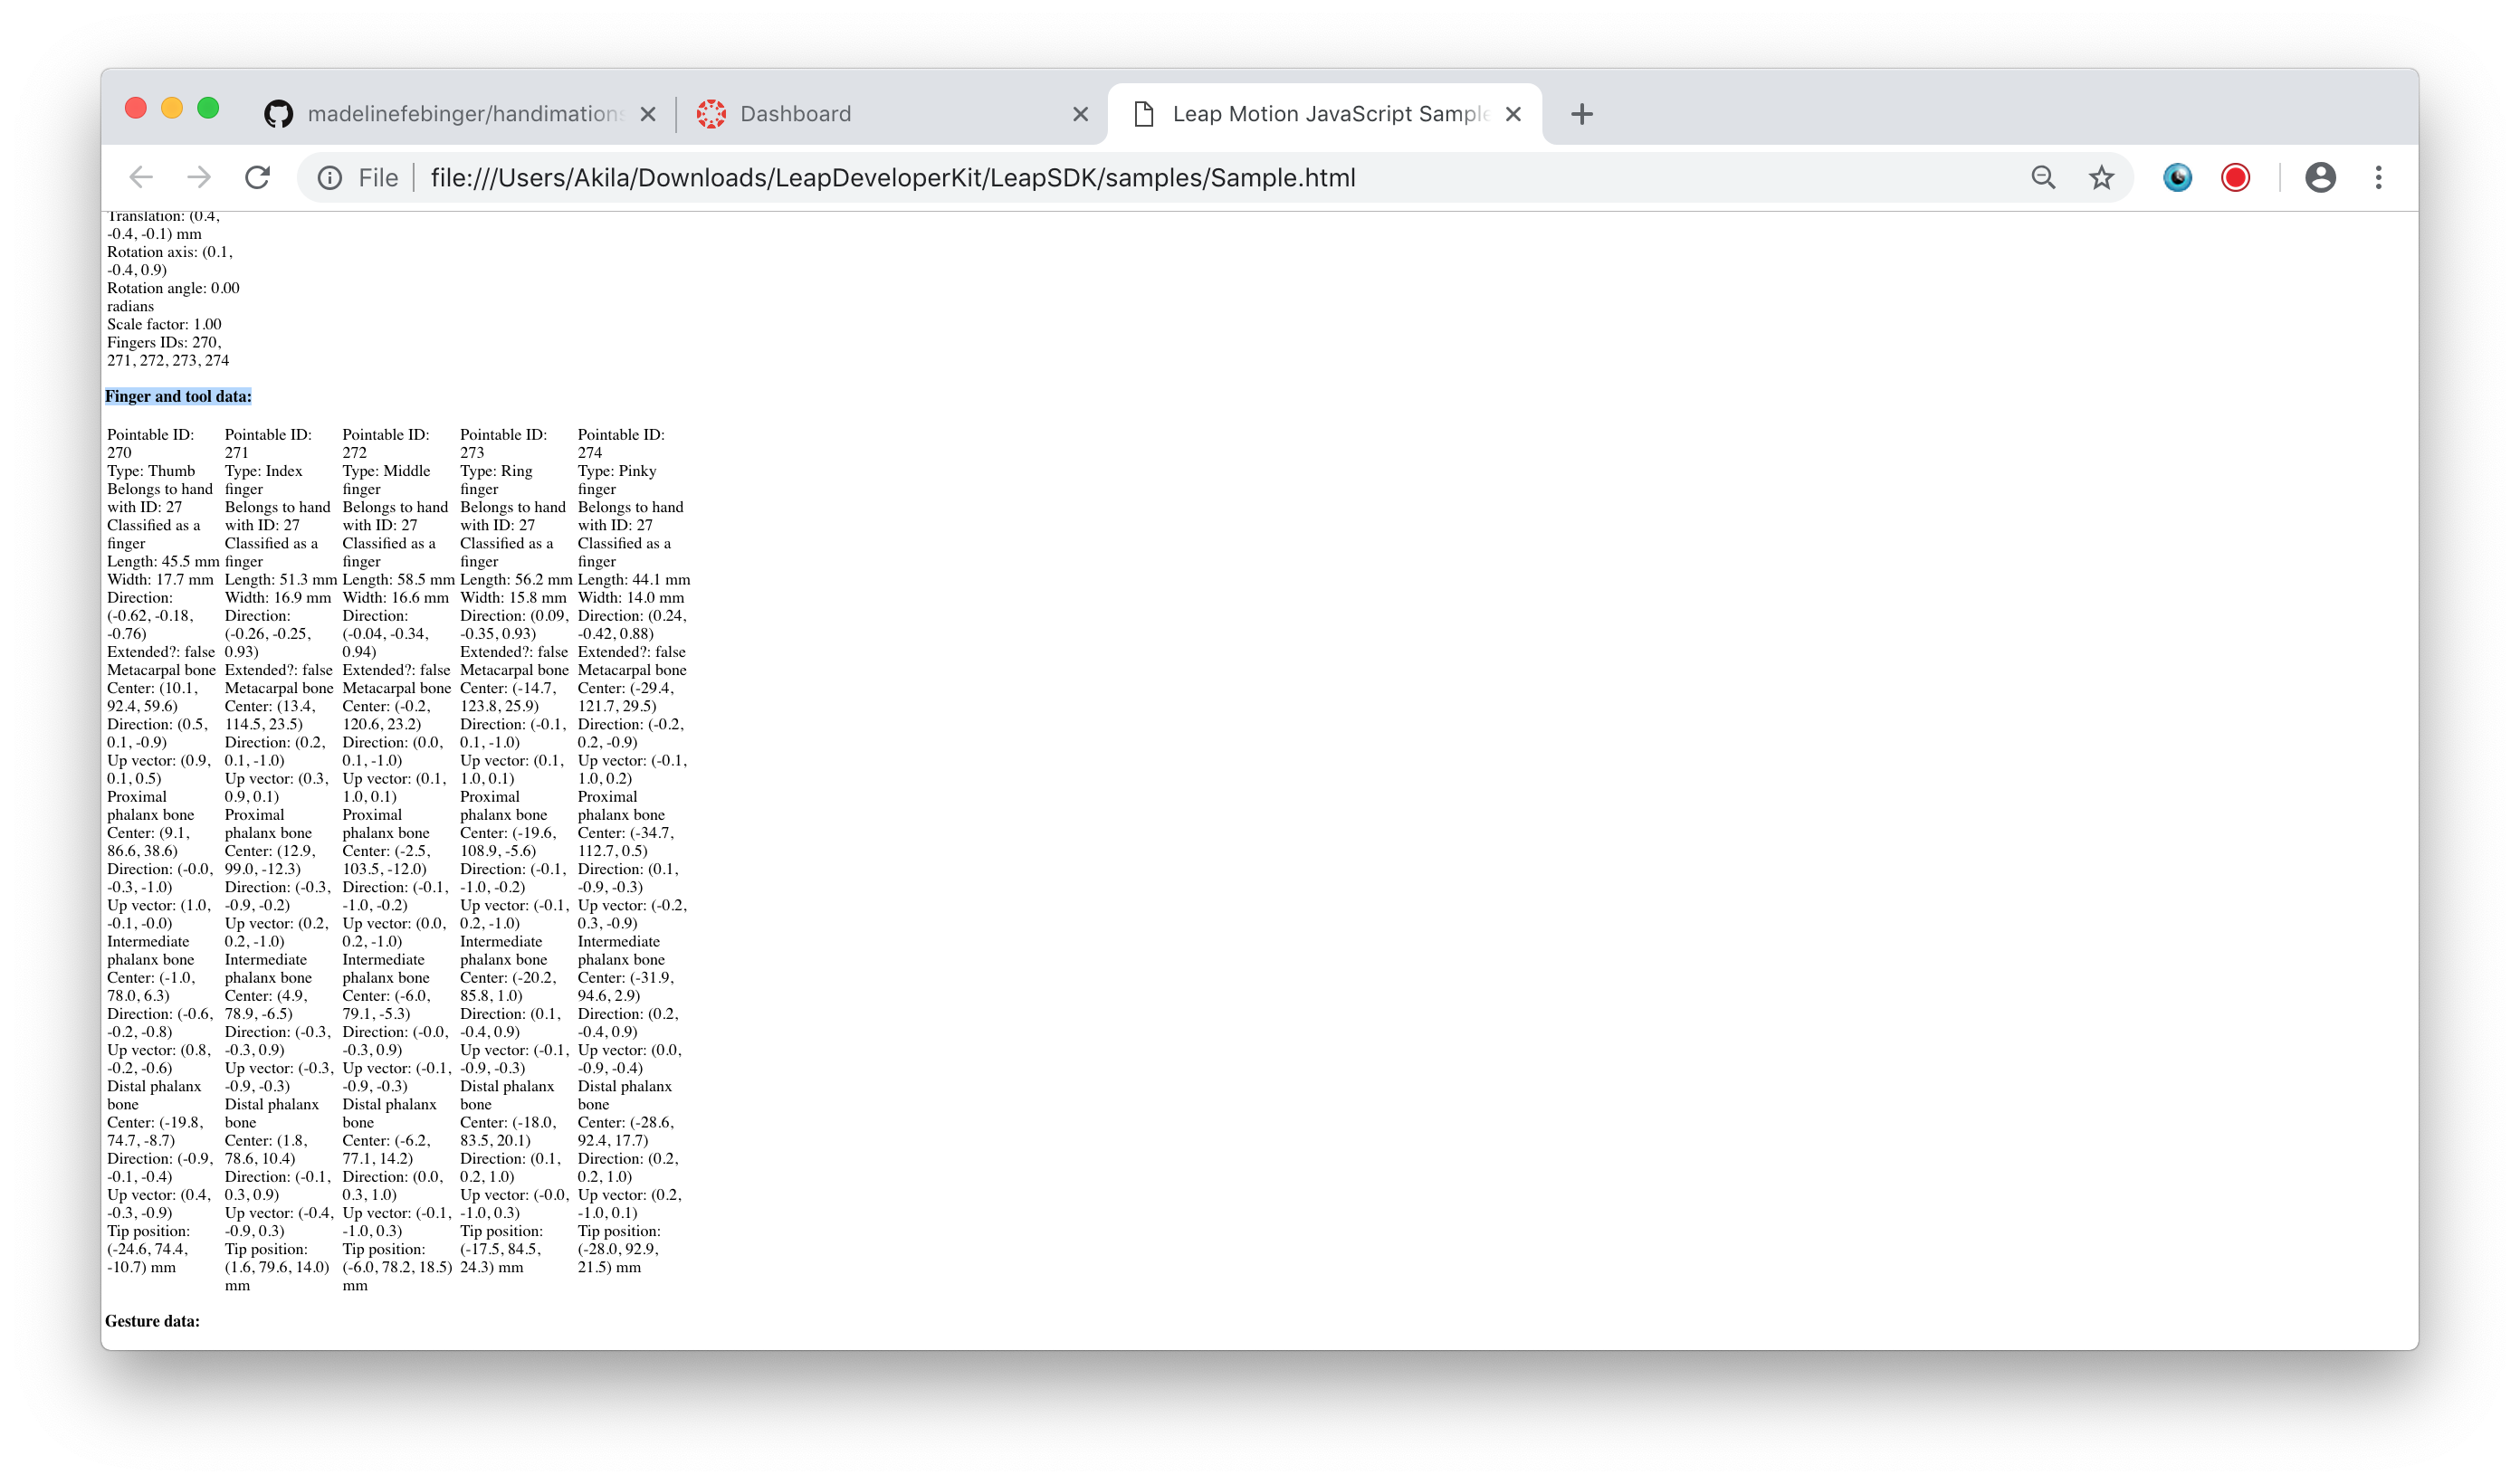 madelinefebinger/handimations
Dashboard
Leap Motion JavaScript Sample
File
file:///Users/Akila/Downloads/LeapDeveloperKit/LeapSDK/samples/Sample.html
Translation: (0.4,
-0.4, -0.1) mm
Rotation axis: (0.1,
-0.4, 0.9)
Rotation angle: 0.00
radians
Scale factor: 1.00
Fingers IDs: 270,
271, 272, 273, 274
Finger and tool data:
Pointable ID:
270
Type: Thumb
Belongs to hand
with ID: 27
Classified as a
finger
Length: 45.5 mm
Width: 17.7 mm
Direction:
(-0.62, -0.18,
-0.76)
Extended?: false
Metacarpal bone
Center: (10.1,
92.4, 59.6)
Direction: (0.5,
0.1, -0.9)
Up vector: (0.9,
0.1, 0.5)
Proximal
phalanx bone
Center: (9.1,
86.6, 38.6)
Direction: (-0.0,
-0.3, -1.0)
Up vector: (1.0,
-0.1, -0.0)
Intermediate
phalanx bone
Center: (-1.0,
78.0, 6.3)
Direction: (-0.6,
-0.2, -0.8)
Up vector: (0.8,
-0.2, -0.6)
Distal phalanx
bone
Center: (-19.8,
74.7, -8.7)
Direction: (-0.9,
-0.1, -0.4)
Up vector: (0.4,
-0.3, -0.9)
Tip position:
(-24.6, 74.4,
-10.7) mm
Pointable ID:
271
Type: Index
finger
Belongs to hand
with ID: 27
Classified as a
finger
Length: 51.3 mm
Width: 16.9 mm
Direction:
(-0.26, -0.25,
0.93)
Extended?: false
Metacarpal bone
Center: (13.4,
114.5, 23.5)
Direction: (0.2,
0.1, -1.0)
Up vector: (0.3,
0.9, 0.1)
Proximal
phalanx bone
Center: (12.9,
99.0, -12.3)
Direction: (-0.3,
-0.9, -0.2)
Up vector: (0.2,
0.2, -1.0)
Intermediate
phalanx bone
Center: (4.9,
78.9, -6.5)
Direction: (-0.3,
-0.3, 0.9)
Up vector: (-0.3,
-0.9, -0.3)
Distal phalanx
bone
Center: (1.8,
78.6, 10.4)
Direction: (-0.1,
0.3, 0.9)
Up vector: (-0.4,
-0.9, 0.3)
Tip position:
(1.6, 79.6, 14.0)
mm
Pointable ID:
272
Type: Middle
finger
Belongs to hand
with ID: 27
Classified as a
finger
Length: 58.5 mm
Width: 16.6 mm
Direction:
(-0.04, -0.34,
0.94)
Extended?: false
Metacarpal bone
Center: (-0.2,
120.6, 23.2)
Direction: (0.0,
0.1, -1.0)
Up vector: (0.1,
1.0, 0.1)
Proximal
phalanx bone
Center: (-2.5,
103.5, -12.0)
Direction: (-0.1,
-1.0, -0.2)
Up vector: (0.0,
0.2, -1.0)
Intermediate
phalanx bone
Center: (-6.0,
79.1, -5.3)
Direction: (-0.0,
-0.3, 0.9)
Up vector: (-0.1,
-0.9, -0.3)
Distal phalanx
bone
Center: (-6.2,
77.1, 14.2)
Direction: (0.0,
0.3, 1.0)
Up vector: (-0.1,
-1.0, 0.3)
Tip position:
(-6.0, 78.2, 18.5)
mm
Pointable ID:
273
Type: Ring
finger
Belongs to hand
with ID: 27
Classified as a
finger
Length: 56.2 mm
Width: 15.8 mm
Direction: (0.09,
-0.35, 0.93)
Extended?: false
Metacarpal bone
Center: (-14.7,
123.8, 25.9)
Direction: (-0.1,
0.1, -1.0)
Up vector: (0.1,
1.0, 0.1)
Proximal
phalanx bone
Center: (-19.6,
108.9, -5.6)
Direction: (-0.1,
-1.0, -0.2)
Up vector: (-0.1,
0.2, -1.0)
Intermediate
phalanx bone
Center: (-20.2,
85.8, 1.0)
Direction: (0.1,
-0.4, 0.9)
Up vector: (-0.1,
-0.9, -0.3)
Distal phalanx
bone
Center: (-18.0,
83.5, 20.1)
Direction: (0.1,
0.2, 1.0)
Up vector: (-0.0,
-1.0, 0.3)
Tip position:
(-17.5, 84.5,
24.3) mm
Pointable ID:
274
Type: Pinky
finger
Belongs to hand
with ID: 27
Classified as a
finger
Length: 44.1 mm
Width: 14.0 mm
Direction: (0.24,
-0.42, 0.88)
Extended?: false
Metacarpal bone
Center: (-29.4,
121.7, 29.5)
Direction: (-0.2,
0.2, -0.9)
Up vector: (-0.1,
1.0, 0.2)
Proximal
phalanx bone
Center: (-34.7,
112.7, 0.5)
Direction: (0.1,
-0.9, -0.3)
Up vector: (-0.2,
0.3, -0.9)
Intermediate
phalanx bone
Center: (-31.9,
94.6, 2.9)
Direction: (0.2,
-0.4, 0.9)
Up vector: (0.0,
-0.9, -0.4)
Distal phalanx
bone
Center: (-28.6,
92.4, 17.7)
Direction: (0.2,
0.2, 1.0)
Up vector: (0.2,
-1.0, 0.1)
Tip position:
(-28.0, 92.9,
21.5) mm
Gesture data: